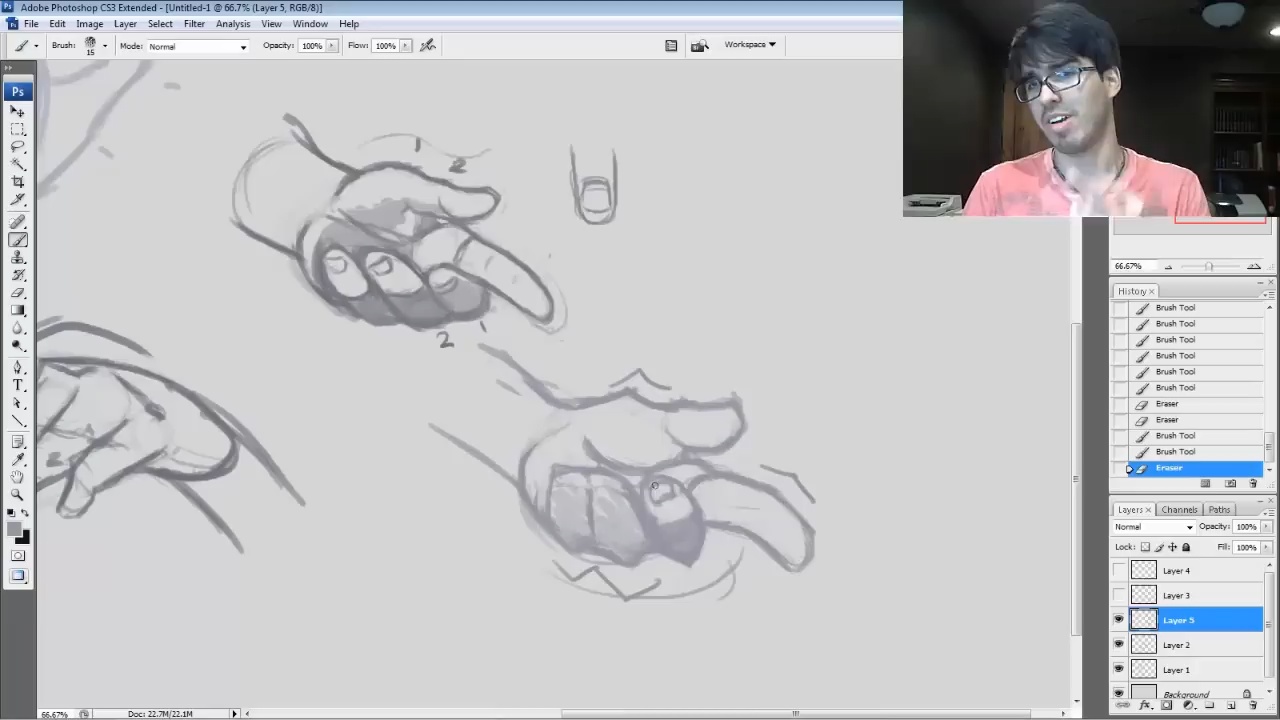 Adobe Photoshop CS3 Extended - [Untitled-1 @ 66.7% (Layer 5, RGB/8)]
File Edit Image Layer Select Filter Analysis View Window Help
Brush: 15 Mode: Normal Opacity: 100% Flow: 100% Workspace
Ps
1
2
2
2
66.67%
History
Brush Tool
Brush Tool
Brush Tool
Brush Tool
Brush Tool
Brush Tool
Eraser
Eraser
Brush Tool
Brush Tool
Eraser
Layers Channels Paths
Normal Opacity: 100%
Lock: Fill: 100%
Layer 4
Layer 3
Layer 5
Layer 2
Layer 1
Background
66.67% Doc: 22.7M/22.1M